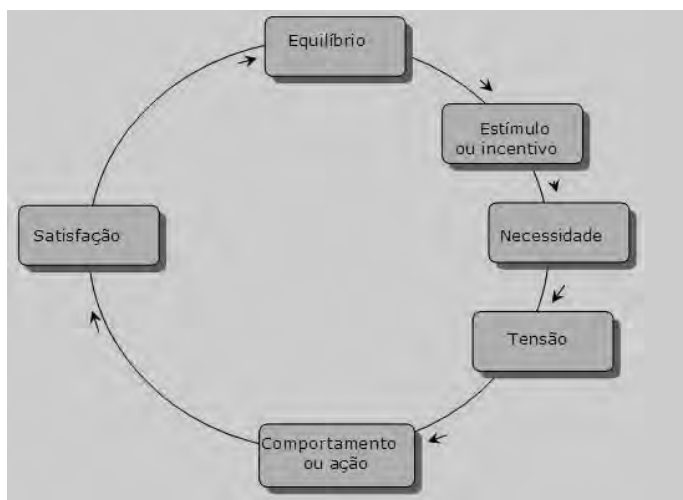 Equilíbrio
Estímulo
ou incentivo
Necessidade
Tensão
Comportamento
ou ação
Satisfação